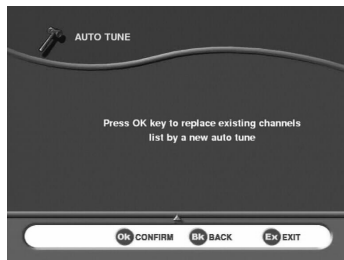 AUTO TUNE
Press OK key to replace existing channels
list by a new auto tune
Ok CONFIRM Bk BACK Ex EXIT